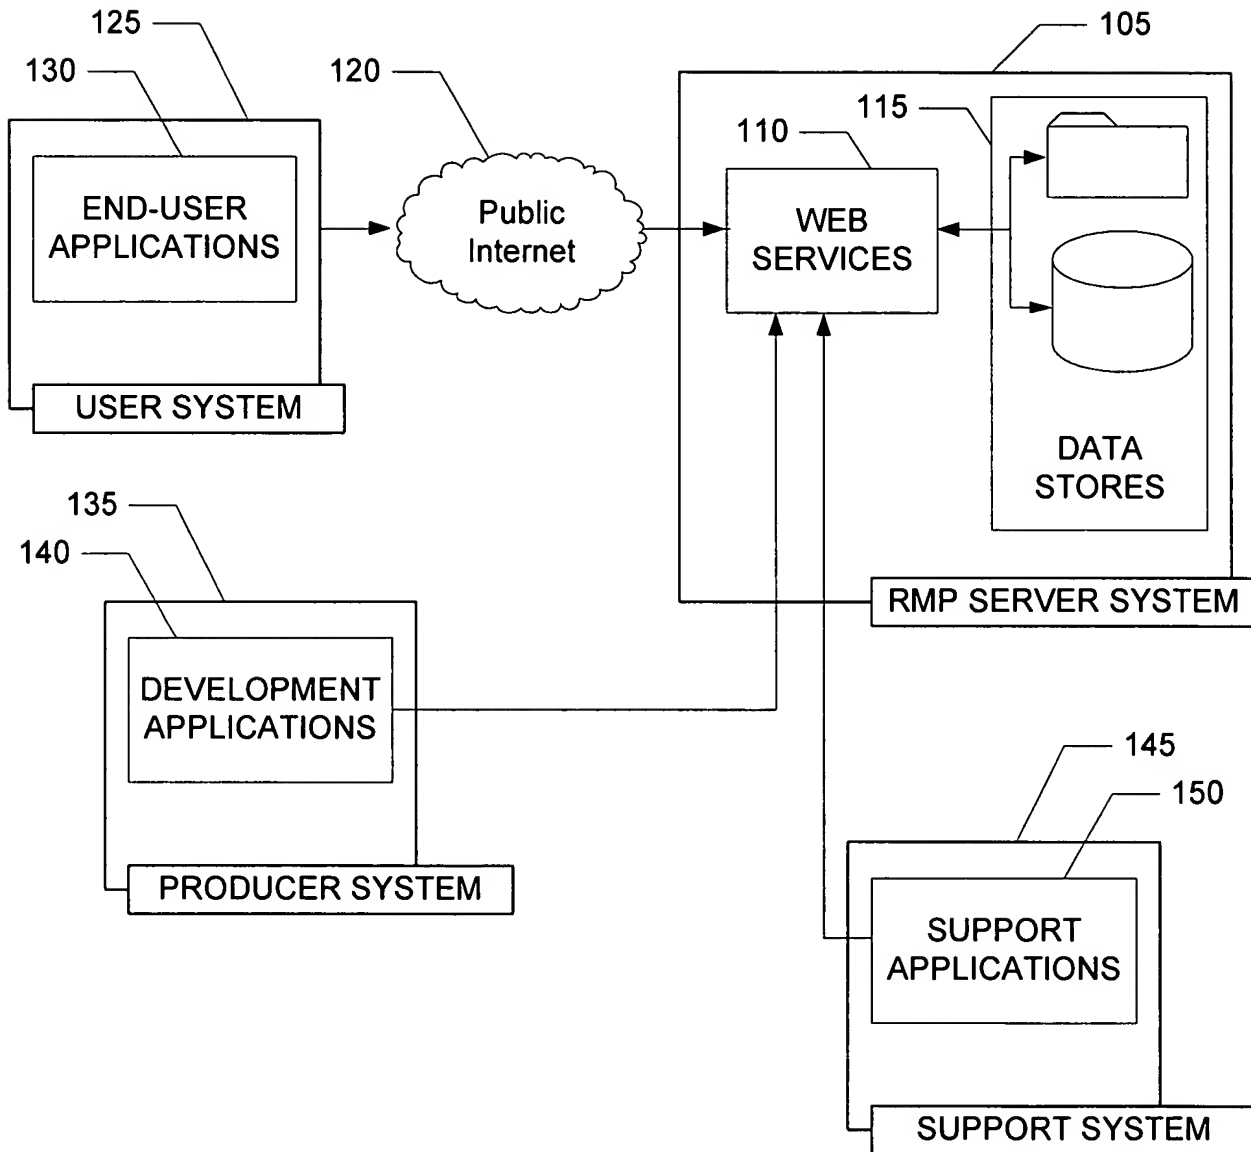 125
105
130
120
115
110
END-USER
APPLICATIONS
Public
Internet
WEB
SERVICES
USER SYSTEM
DATA
STORES
135
140
RMP SERVER SYSTEM
DEVELOPMENT
APPLICATIONS
145
150
PRODUCER SYSTEM
SUPPORT
APPLICATIONS
SUPPORT SYSTEM